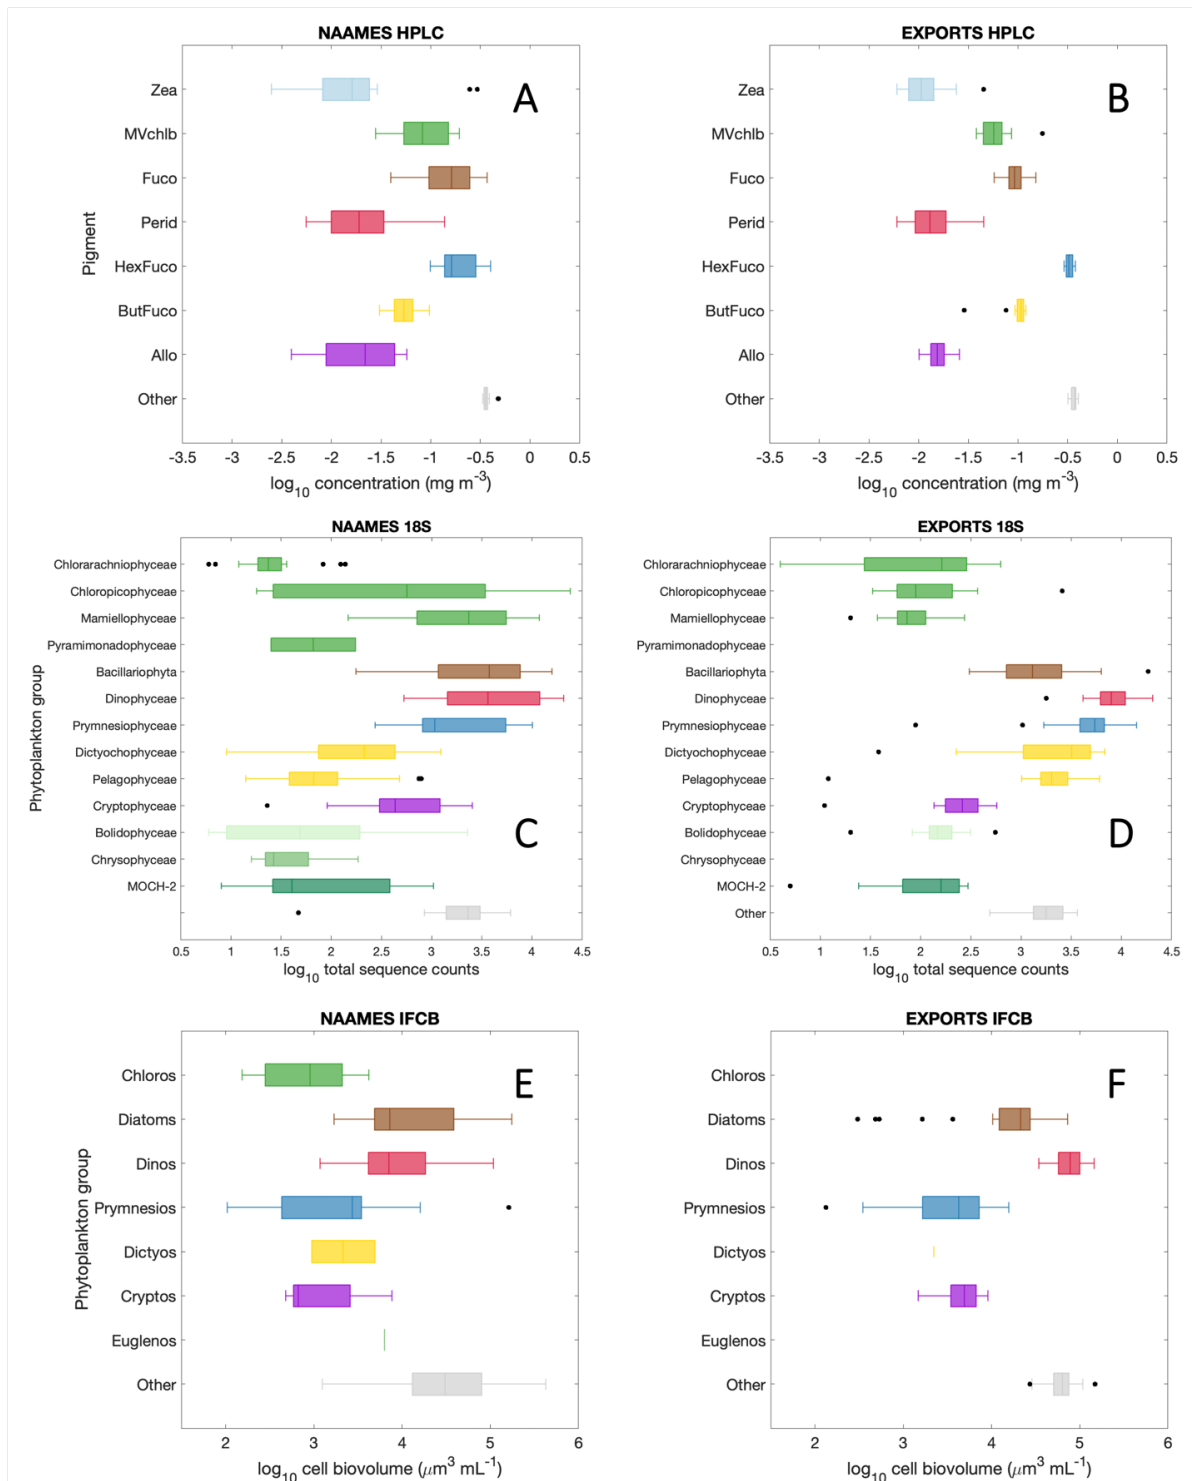 NAAMES HPLC
A
Pigment
Zea
MVchlb
Fuco
Perid
HexFuco
ButFuco
Allo
Other
-3.5 -3 -2.5 -2 -1.5 -1 -0.5 0 0.5
log10 concentration (mg m-3)
EXPORTS HPLC
B
Zea
MVchlb
Fuco
Perid
HexFuco
ButFuco
Allo
Other
-3.5 -3 -2.5 -2 -1.5 -1 -0.5 0 0.5
log10 concentration (mg m-3)
NAAMES 18S
Phytoplankton group
Chlorarachniophyceae
Chloropicophyceae
Mamiellophyceae
Pyramimonadophyceae
Bacillariophyta
Dinophyceae
Prymnesiophyceae
Dictyochophyceae
Pelagophyceae
Cryptophyceae
Bolidophyceae
Chrysophyceae
MOCH-2
C
0.5 1 1.5 2 2.5 3 3.5 4 4.5
log10 total sequence counts
EXPORTS 18S
Chlorarachniophyceae
Chloropicophyceae
Mamiellophyceae
Pyramimonadophyceae
Bacillariophyta
Dinophyceae
Prymnesiophyceae
Dictyochophyceae
Pelagophyceae
Cryptophyceae
Bolidophyceae
Chrysophyceae
MOCH-2
Other
D
0.5 1 1.5 2 2.5 3 3.5 4 4.5
log10 total sequence counts
NAAMES IFCB
E
Phytoplankton group
Chloros
Diatoms
Dinos
Prymnesios
Dictyos
Cryptos
Euglenos
Other
2 3 4 5 6
log10 cell biovolume (μm3 mL-1)
EXPORTS IFCB
F
Chloros
Diatoms
Dinos
Prymnesios
Dictyos
Cryptos
Euglenos
Other
2 3 4 5 6
log10 cell biovolume (μm3 mL-1)